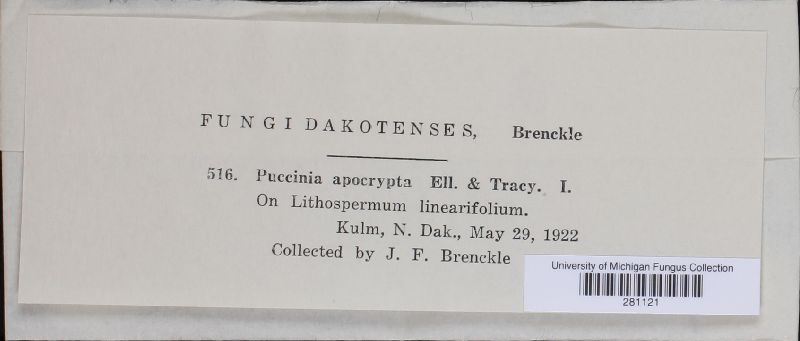 FUNGI DAKOTENSES, Brenckle
516. Puccinia apocrypta Ell. & Tracy. I.
On Lithospermum linearifolium.
Kulm, N. Dak., May 29, 1922
Collected by J. F. Brenckle
University of Michigan Fungus Collection
281121